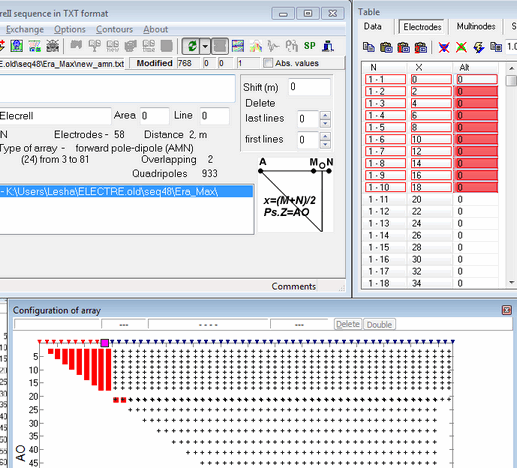 rell sequence in TXT format
Exchange Options Contours About
SP
E.old\seq48\Era_Max\new_amn.txt Modified 768 0 0 1 Abs. values
Shift (m) 0
Delete
last lines 0
first lines 0
Elecrell Area 0 Line 0
N Electrodes - 58 Distance 2, m
Type of array - forward pole-dipole (AMN)
(24) from 3 to 81 Overlapping 2
Quadripoles 933
- K:\Users\Lesha\ELECTRE.old\seq48\Era_Max\
A M O N
x=(M+N)/2
Ps.Z=AO
Comments
Table
Data Electrodes Multinodes
1.0
N X Alt
1 - 1 0 0
1 - 2 2 0
1 - 3 4 0
1 - 4 6 0
1 - 5 8 0
1 - 6 10 0
1 - 7 12 0
1 - 8 14 0
1 - 9 16 0
1 - 10 18 0
1 - 11 20 0
1 - 12 22 0
1 - 13 24 0
1 - 14 26 0
1 - 15 28 0
1 - 16 30 0
1 - 17 32 0
1 - 18 34 0
Configuration of array
--- - - - - --- Delete Double
5
10
15
20
25
30
35
40
45
AO